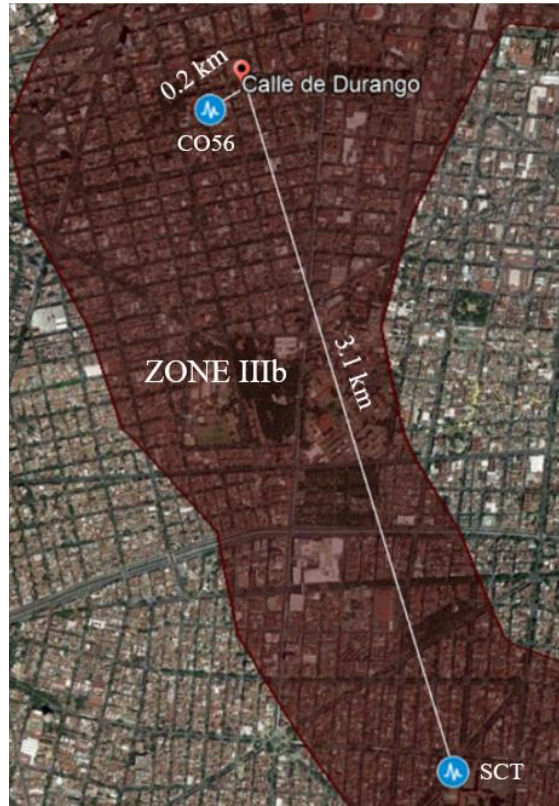 0.2 km
Calle de Durango
CO56
ZONE IIIb
3.1 km
SCT